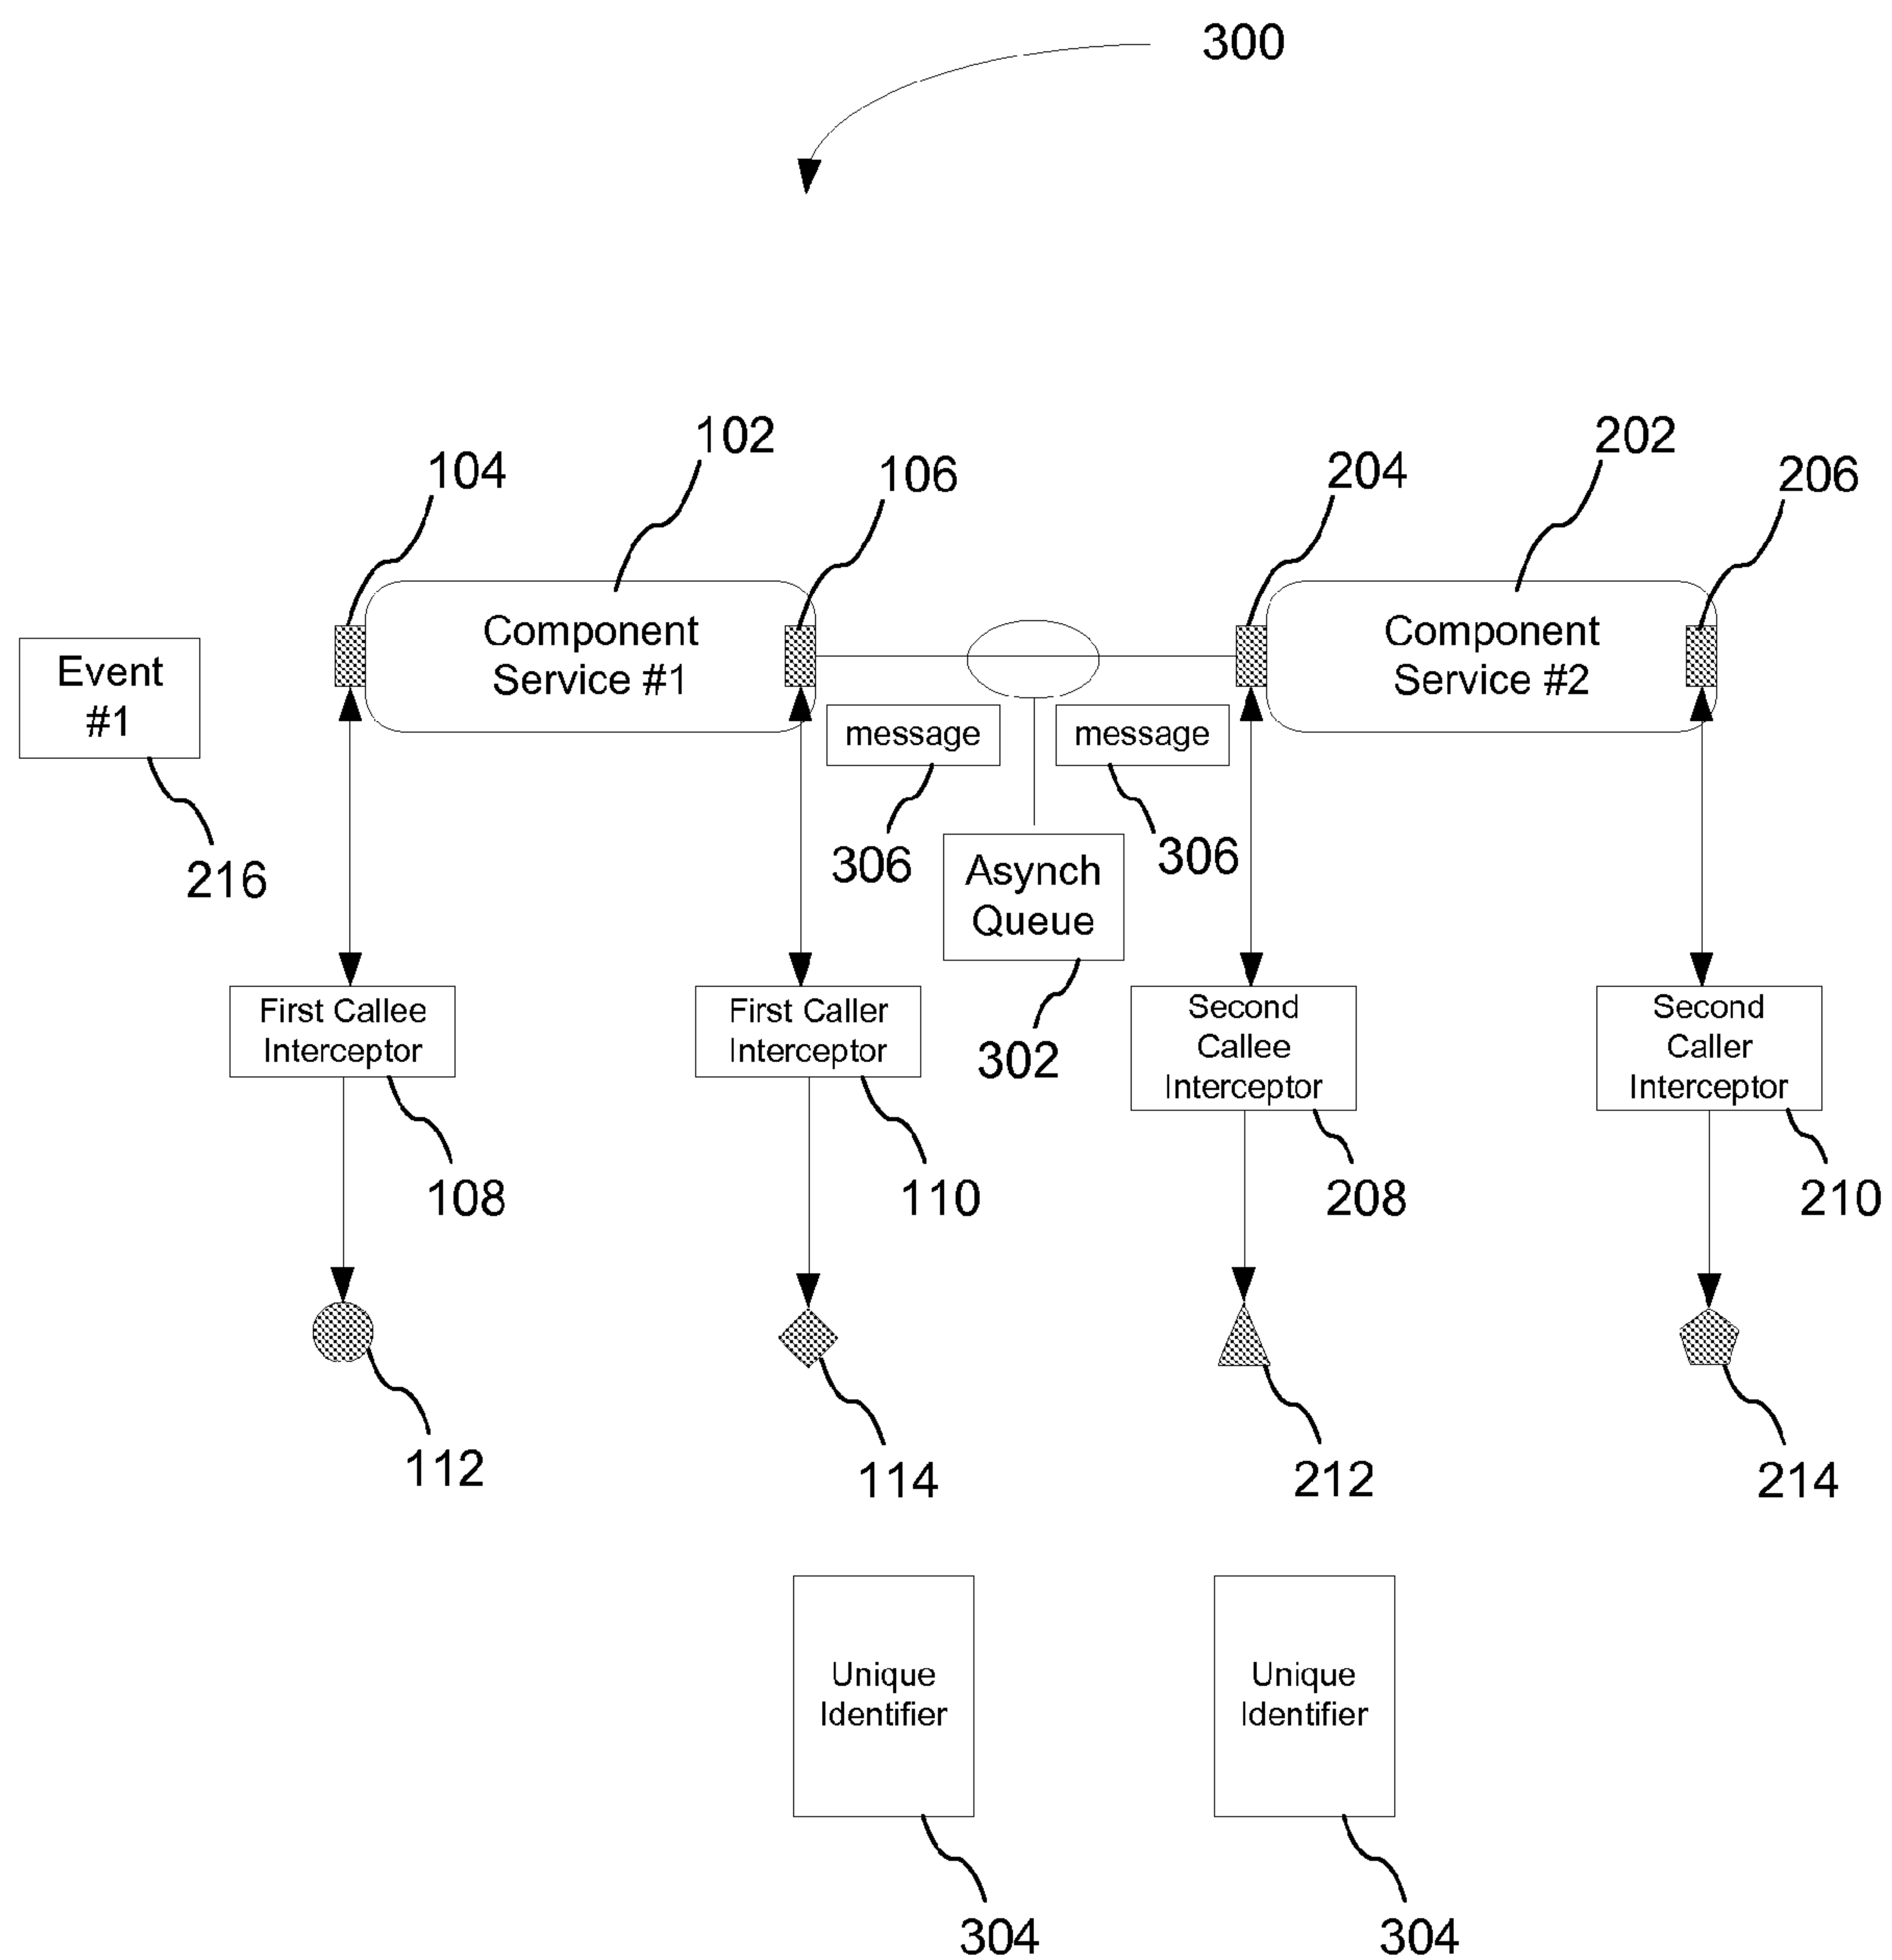 300
102
202
104
106
204
206
Component
Service #1
Component
Service #2
Event
#1
message
message
216
306
306
Asynch
Queue
302
First Callee
Interceptor
First Caller
Interceptor
Second
Callee
Interceptor
Second
Caller
Interceptor
108
110
208
210
112
114
212
214
Unique
Identifier
Unique
Identifier
304
304